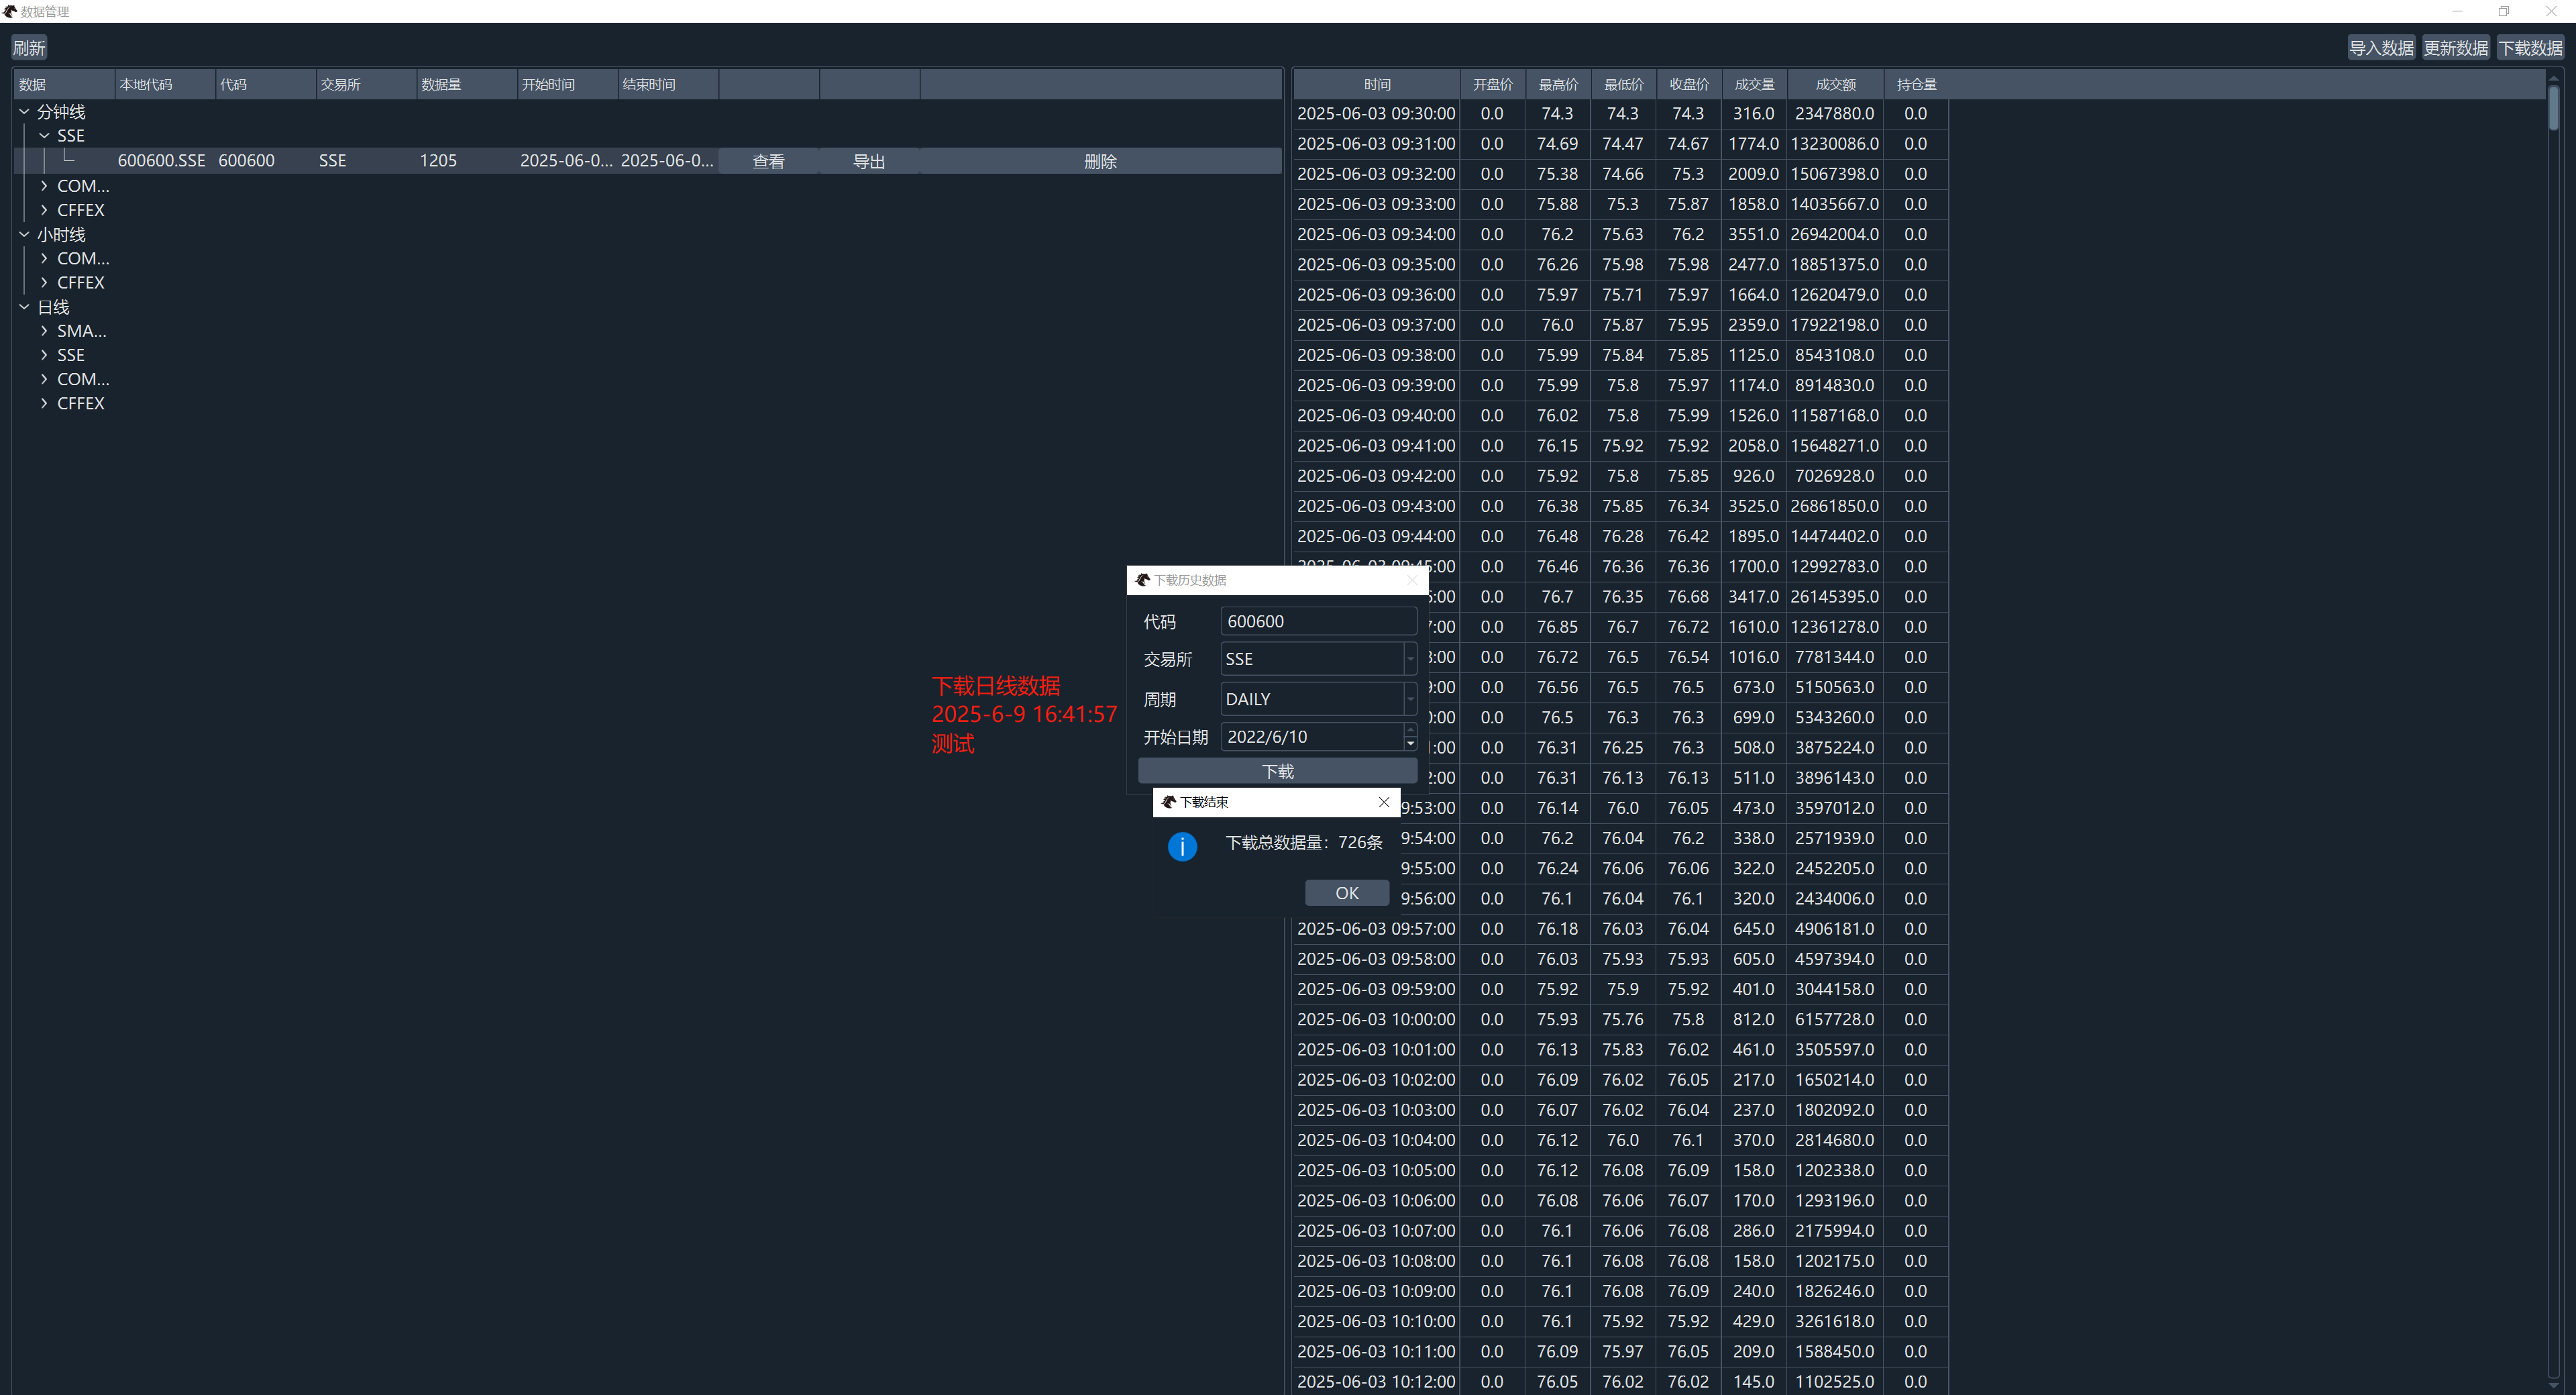 数据管理
刷新
导入数据 更新数据 下载数据
数据 本地代码 代码 交易所 数据量 开始时间 结束时间
分钟线
SSE
600600.SSE 600600 SSE 1205 2025-06-0... 2025-06-0... 查看 导出 删除
COM...
CFFEX
小时线
COM...
CFFEX
日线
SMA...
SSE
COM...
CFFEX
下载日线数据
2025-6-9 16:41:57
测试
下载历史数据
代码 600600
交易所 SSE
周期 DAILY
开始日期 2022/6/10
下载
下载结束
下载总数据量：726条
OK
时间 开盘价 最高价 最低价 收盘价 成交量 成交额 持仓量
2025-06-03 09:30:00 0.0 74.3 74.3 74.3 316.0 2347880.0 0.0
2025-06-03 09:31:00 0.0 74.69 74.47 74.67 1774.0 13230086.0 0.0
2025-06-03 09:32:00 0.0 75.38 74.66 75.3 2009.0 15067398.0 0.0
2025-06-03 09:33:00 0.0 75.88 75.3 75.87 1858.0 14035667.0 0.0
2025-06-03 09:34:00 0.0 76.2 75.63 76.2 3551.0 26942004.0 0.0
2025-06-03 09:35:00 0.0 76.26 75.98 75.98 2477.0 18851375.0 0.0
2025-06-03 09:36:00 0.0 75.97 75.71 75.97 1664.0 12620479.0 0.0
2025-06-03 09:37:00 0.0 76.0 75.87 75.95 2359.0 17922198.0 0.0
2025-06-03 09:38:00 0.0 75.99 75.84 75.85 1125.0 8543108.0 0.0
2025-06-03 09:39:00 0.0 75.99 75.8 75.97 1174.0 8914830.0 0.0
2025-06-03 09:40:00 0.0 76.02 75.8 75.99 1526.0 11587168.0 0.0
2025-06-03 09:41:00 0.0 76.15 75.92 75.92 2058.0 15648271.0 0.0
2025-06-03 09:42:00 0.0 75.92 75.8 75.85 926.0 7026928.0 0.0
2025-06-03 09:43:00 0.0 76.38 75.85 76.34 3525.0 26861850.0 0.0
2025-06-03 09:44:00 0.0 76.48 76.28 76.42 1895.0 14474402.0 0.0
2025-06-03 09:45:00 0.0 76.46 76.36 76.36 1700.0 12992783.0 0.0
:00 0.0 76.7 76.35 76.68 3417.0 26145395.0 0.0
7:00 0.0 76.85 76.7 76.72 1610.0 12361278.0 0.0
:00 0.0 76.72 76.5 76.54 1016.0 7781344.0 0.0
:00 0.0 76.56 76.5 76.5 673.0 5150563.0 0.0
:00 0.0 76.5 76.3 76.3 699.0 5343260.0 0.0
:00 0.0 76.31 76.25 76.3 508.0 3875224.0 0.0
:00 0.0 76.31 76.13 76.13 511.0 3896143.0 0.0
9:53:00 0.0 76.14 76.0 76.05 473.0 3597012.0 0.0
9:54:00 0.0 76.2 76.04 76.2 338.0 2571939.0 0.0
9:55:00 0.0 76.24 76.06 76.06 322.0 2452205.0 0.0
9:56:00 0.0 76.1 76.04 76.1 320.0 2434006.0 0.0
2025-06-03 09:57:00 0.0 76.18 76.03 76.04 645.0 4906181.0 0.0
2025-06-03 09:58:00 0.0 76.03 75.93 75.93 605.0 4597394.0 0.0
2025-06-03 09:59:00 0.0 75.92 75.9 75.92 401.0 3044158.0 0.0
2025-06-03 10:00:00 0.0 75.93 75.76 75.8 812.0 6157728.0 0.0
2025-06-03 10:01:00 0.0 76.13 75.83 76.02 461.0 3505597.0 0.0
2025-06-03 10:02:00 0.0 76.09 76.02 76.05 217.0 1650214.0 0.0
2025-06-03 10:03:00 0.0 76.07 76.02 76.04 237.0 1802092.0 0.0
2025-06-03 10:04:00 0.0 76.12 76.0 76.1 370.0 2814680.0 0.0
2025-06-03 10:05:00 0.0 76.12 76.08 76.09 158.0 1202338.0 0.0
2025-06-03 10:06:00 0.0 76.08 76.06 76.07 170.0 1293196.0 0.0
2025-06-03 10:07:00 0.0 76.1 76.06 76.08 286.0 2175994.0 0.0
2025-06-03 10:08:00 0.0 76.1 76.08 76.08 158.0 1202175.0 0.0
2025-06-03 10:09:00 0.0 76.1 76.08 76.09 240.0 1826246.0 0.0
2025-06-03 10:10:00 0.0 76.1 75.92 75.92 429.0 3261618.0 0.0
2025-06-03 10:11:00 0.0 76.09 75.97 76.05 209.0 1588450.0 0.0
2025-06-03 10:12:00 0.0 76.05 76.02 76.02 145.0 1102525.0 0.0